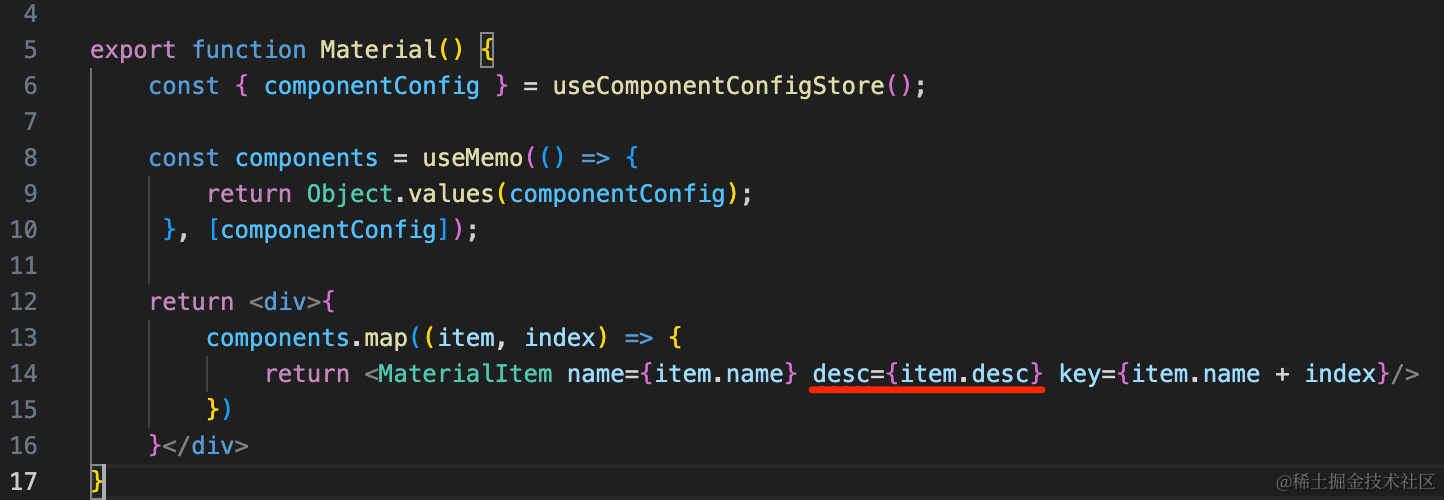 4
5 export function Material() {
6 const { componentConfig } = useComponentConfigStore();
7
8 const components = useMemo(() => {
9 return Object.values(componentConfig);
10 }, [componentConfig]);
11
12 return <div>{
13 components.map((item, index) => {
14 return <MaterialItem name={item.name} desc={item.desc} key={item.name + index}/>
15 })
16 }</div>
17 }
@稀土掘金技术社区